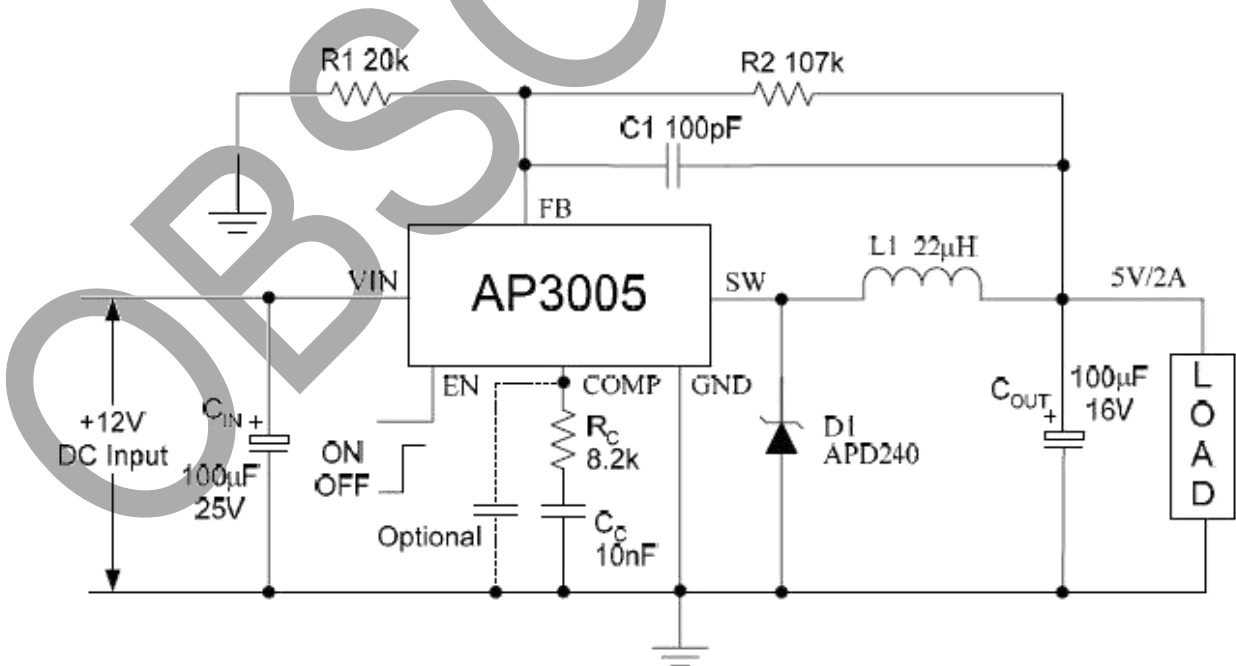 R1 20k
R2 107k
C1 100pF
FB
VIN
AP3005
SW
L1 22μH
5V/2A
EN
COMP
GND
+12V
DC Input
CIN +
100μF
25V
ON
OFF
RC
8.2k
Optional
CC
10nF
D1
APD240
COUT +
100μF
16V
L
O
A
D